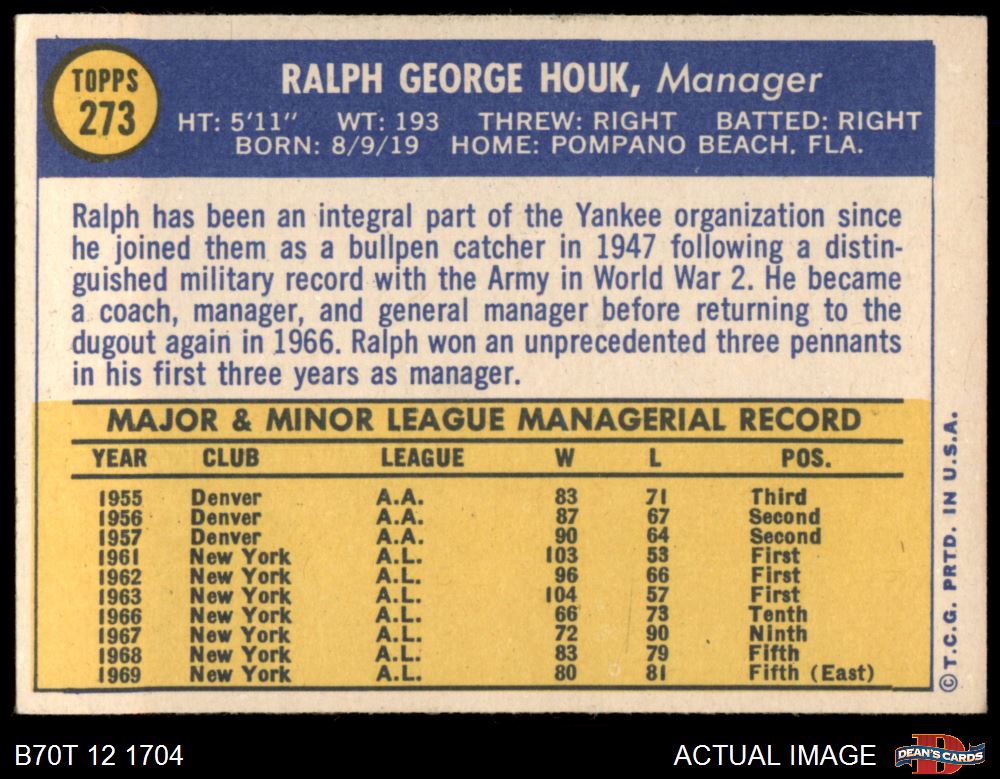 TOPPS
273
RALPH GEORGE HOUK, Manager
HT: 5'11" WT: 193 THREW: RIGHT BATTED: RIGHT
BORN: 8/9/19 HOME: POMPANO BEACH. FLA.
Ralph has been an integral part of the Yankee organization since
he joined them as a bullpen catcher in 1947 following a distin-
guished military record with the Army in World War 2. He became
a coach, manager, and general manager before returning to the
dugout again in 1966. Ralph won an unprecedented three pennants
in his first three years as manager.
MAJOR & MINOR LEAGUE MANAGERIAL RECORD
YEAR CLUB LEAGUE W L POS.
1955 Denver A.A. 83 71 Third
1956 Denver A.A. 87 67 Second
1957 Denver A.A. 90 64 Second
1961 New York A.L. 103 53 First
1962 New York A.L. 96 66 First
1963 New York A.L. 104 57 First
1966 New York A.L. 66 73 Tenth
1967 New York A.L. 72 90 Ninth
1968 New York A.L. 83 79 Fifth
1969 New York A.L. 80 81 Fifth (East)
©T.C.G. PRTD. IN U.S.A.
B70T 12 1704
ACTUAL IMAGE
D
DEAN'S CARDS